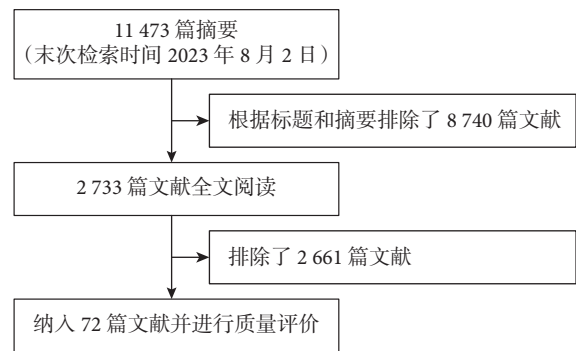 11 473 篇摘要
（末次检索时间 2023 年 8 月 2 日）
根据标题和摘要排除了 8 740 篇文献
2 733 篇文献全文阅读
排除了 2 661 篇文献
纳入 72 篇文献并进行质量评价